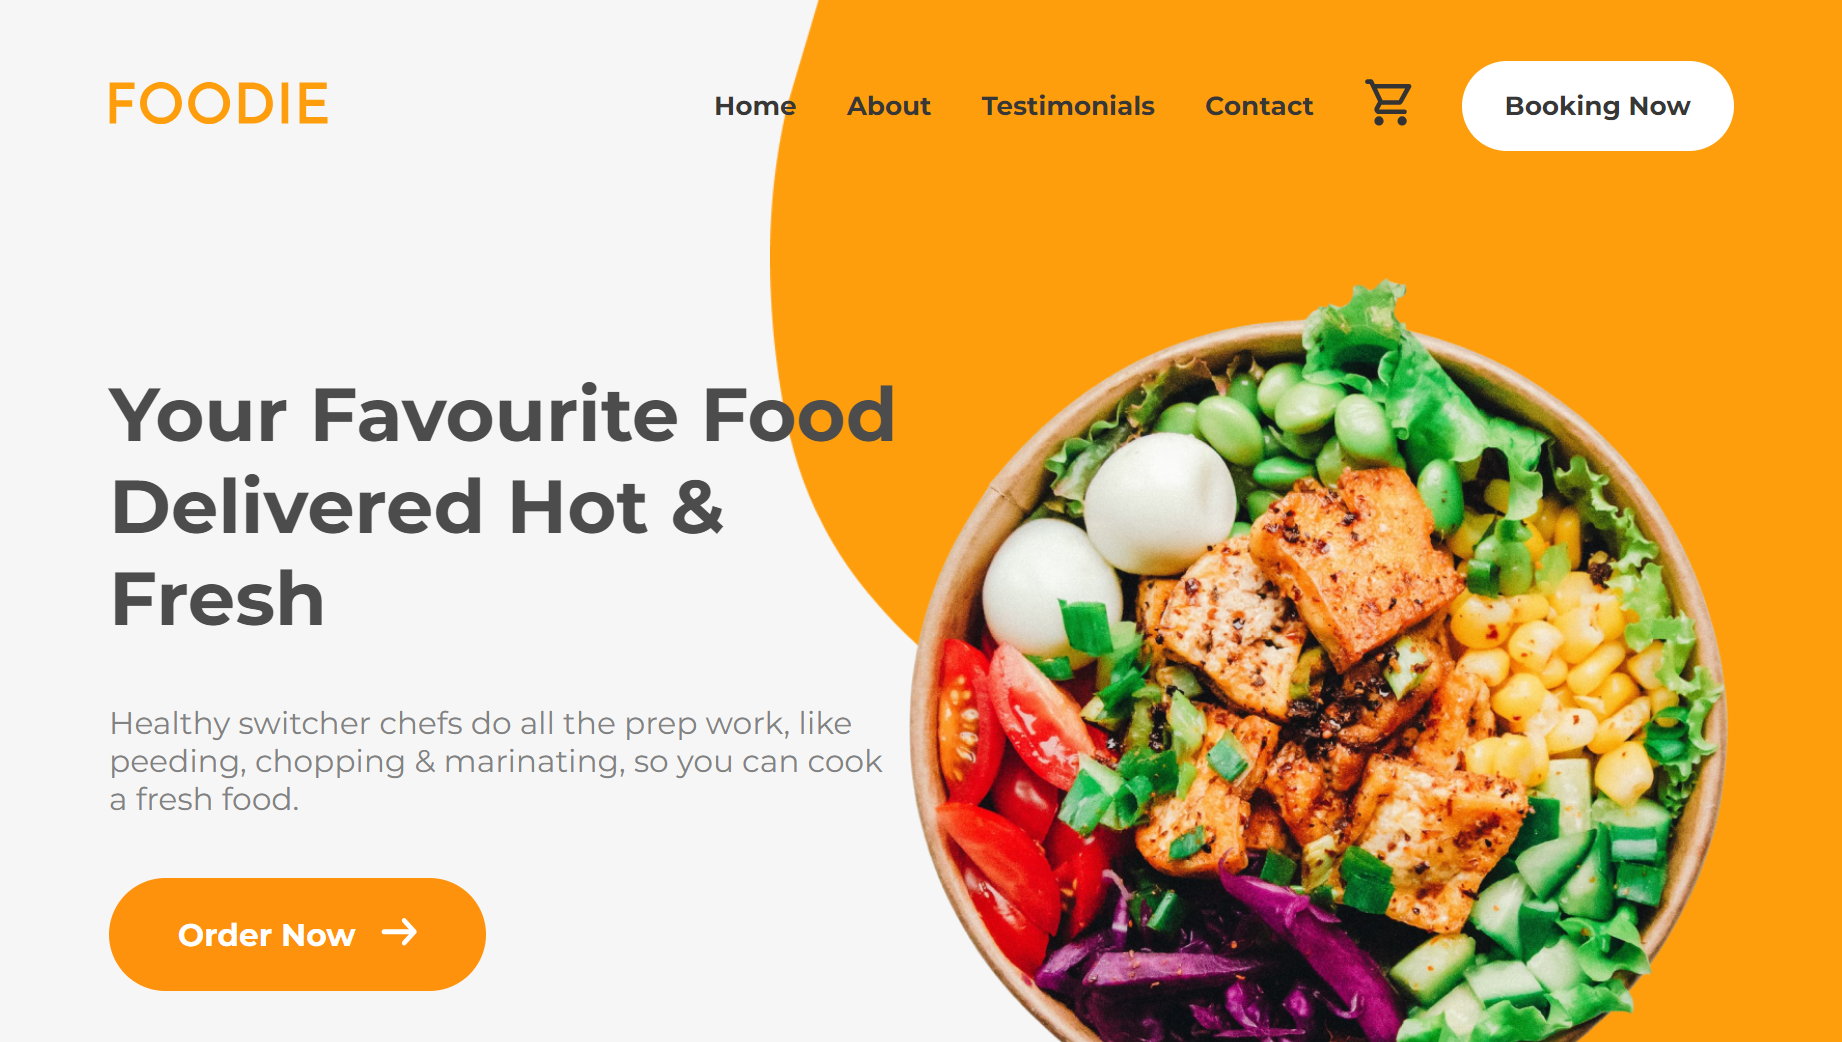 FOODIE
Home About Testimonials Contact Booking Now
Your Favourite Food
Delivered Hot &
Fresh
Healthy switcher chefs do all the prep work, like
peeding, chopping & marinating, so you can cook
a fresh food.
Order Now